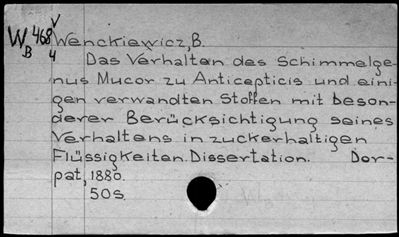 W 468 V Wenckiewicz, B.
B 4
Das Verhalten des Schimmelge-
nus Mucor zu Anticepticis und eini-
gen verwandten Stoffen mit beson-
derer Berücksichtigung seines
Verhaltens in zuckerhaltigen
Flüssigkeiten. Dissertation. Dor-
pat, 1880.
50s.